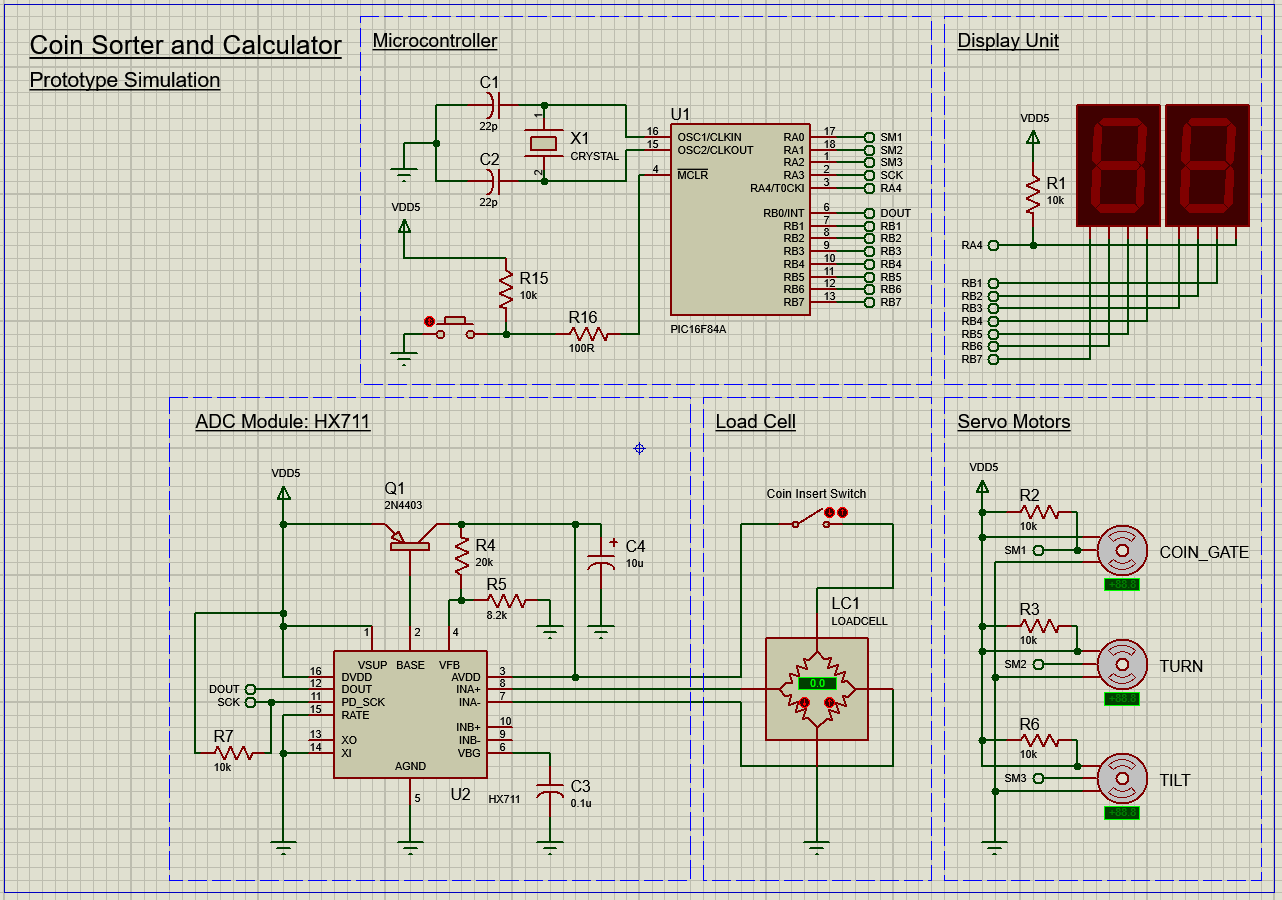 Coin Sorter and Calculator
Prototype Simulation
Microcontroller
C1
22p
X1
CRYSTAL
1
2
C2
22p
VDD5
R15
10k
R16
100R
U1
PIC16F84A
16 OSC1/CLKIN
15 OSC2/CLKOUT
4 MCLR
RA0 17 SM1
RA1 18 SM2
RA2 1 SM3
RA3 2 SCK
RA4/T0CKI 3 RA4
RB0/INT 6 DOUT
RB1 7 RB1
RB2 8 RB2
RB3 9 RB3
RB4 10 RB4
RB5 11 RB5
RB6 12 RB6
RB7 13 RB7
Display Unit
VDD5
R1
10k
RA4
RB1
RB2
RB3
RB4
RB5
RB6
RB7
ADC Module: HX711
VDD5
Q1
2N4403
R4
20k
R5
8.2k
C4
10u
1 2 4
VSUP BASE VFB
16 DVDD
DOUT 12 DOUT
SCK 11 PD_SCK
15 RATE
13 XO
14 XI
AVDD 3
INA+ 8
INA- 7
INB+ 10
INB- 9
VBG 6
AGND
5
U2
HX711
R7
10k
C3
0.1u
Load Cell
Coin Insert Switch
LC1
LOADCELL
0.0
Servo Motors
VDD5
R2
10k
SM1
COIN_GATE
R3
10k
SM2
TURN
R6
10k
SM3
TILT